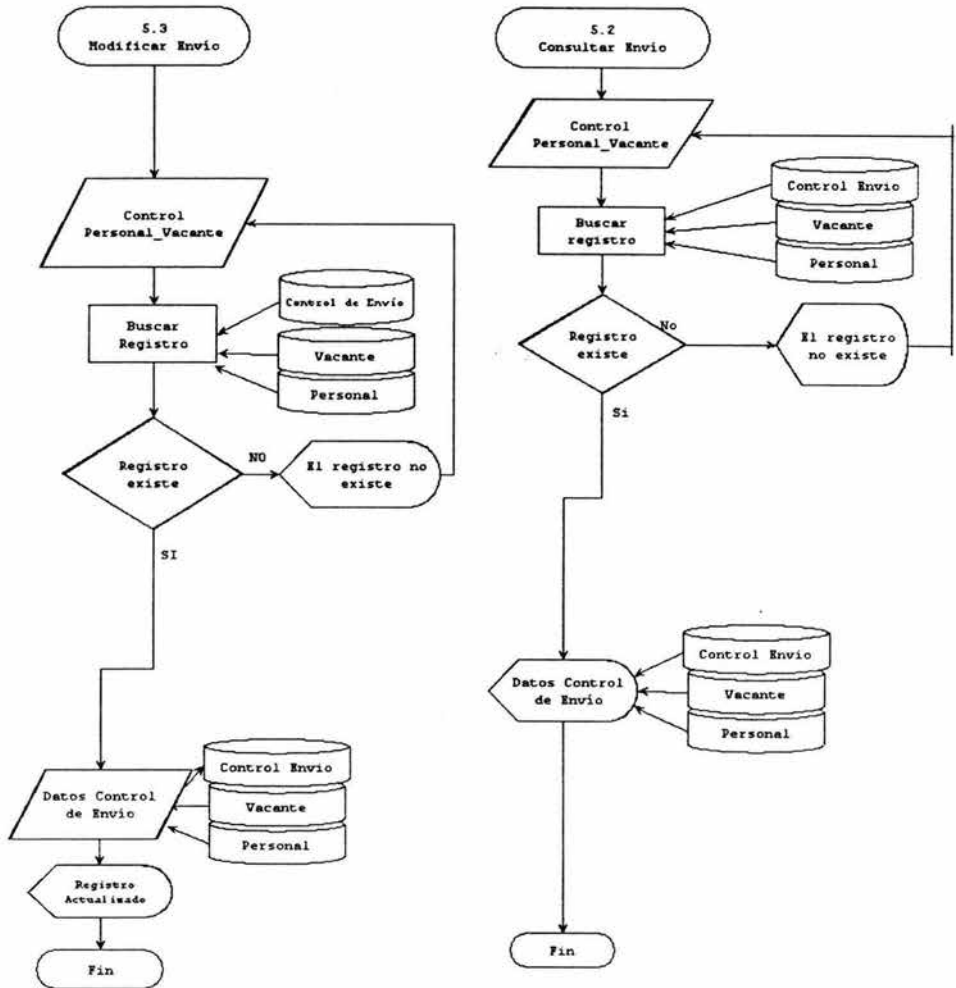 5.3
Modificar Envío
Control
Personal_Vacante
Buscar
Registro
Control de Envío
Vacante
Personal
Registro
existe
NO
El registro no
existe
SI
Datos Control
de Envío
Control Envio
Vacante
Personal
Registro
Actualizado
Fin
5.2
Consultar Envío
Control
Personal_Vacante
Buscar
registro
Control Envio
Vacante
Personal
Registro
existe
No
El registro
no existe
Si
Datos Control
de Envío
Control Envio
Vacante
Personal
Fin